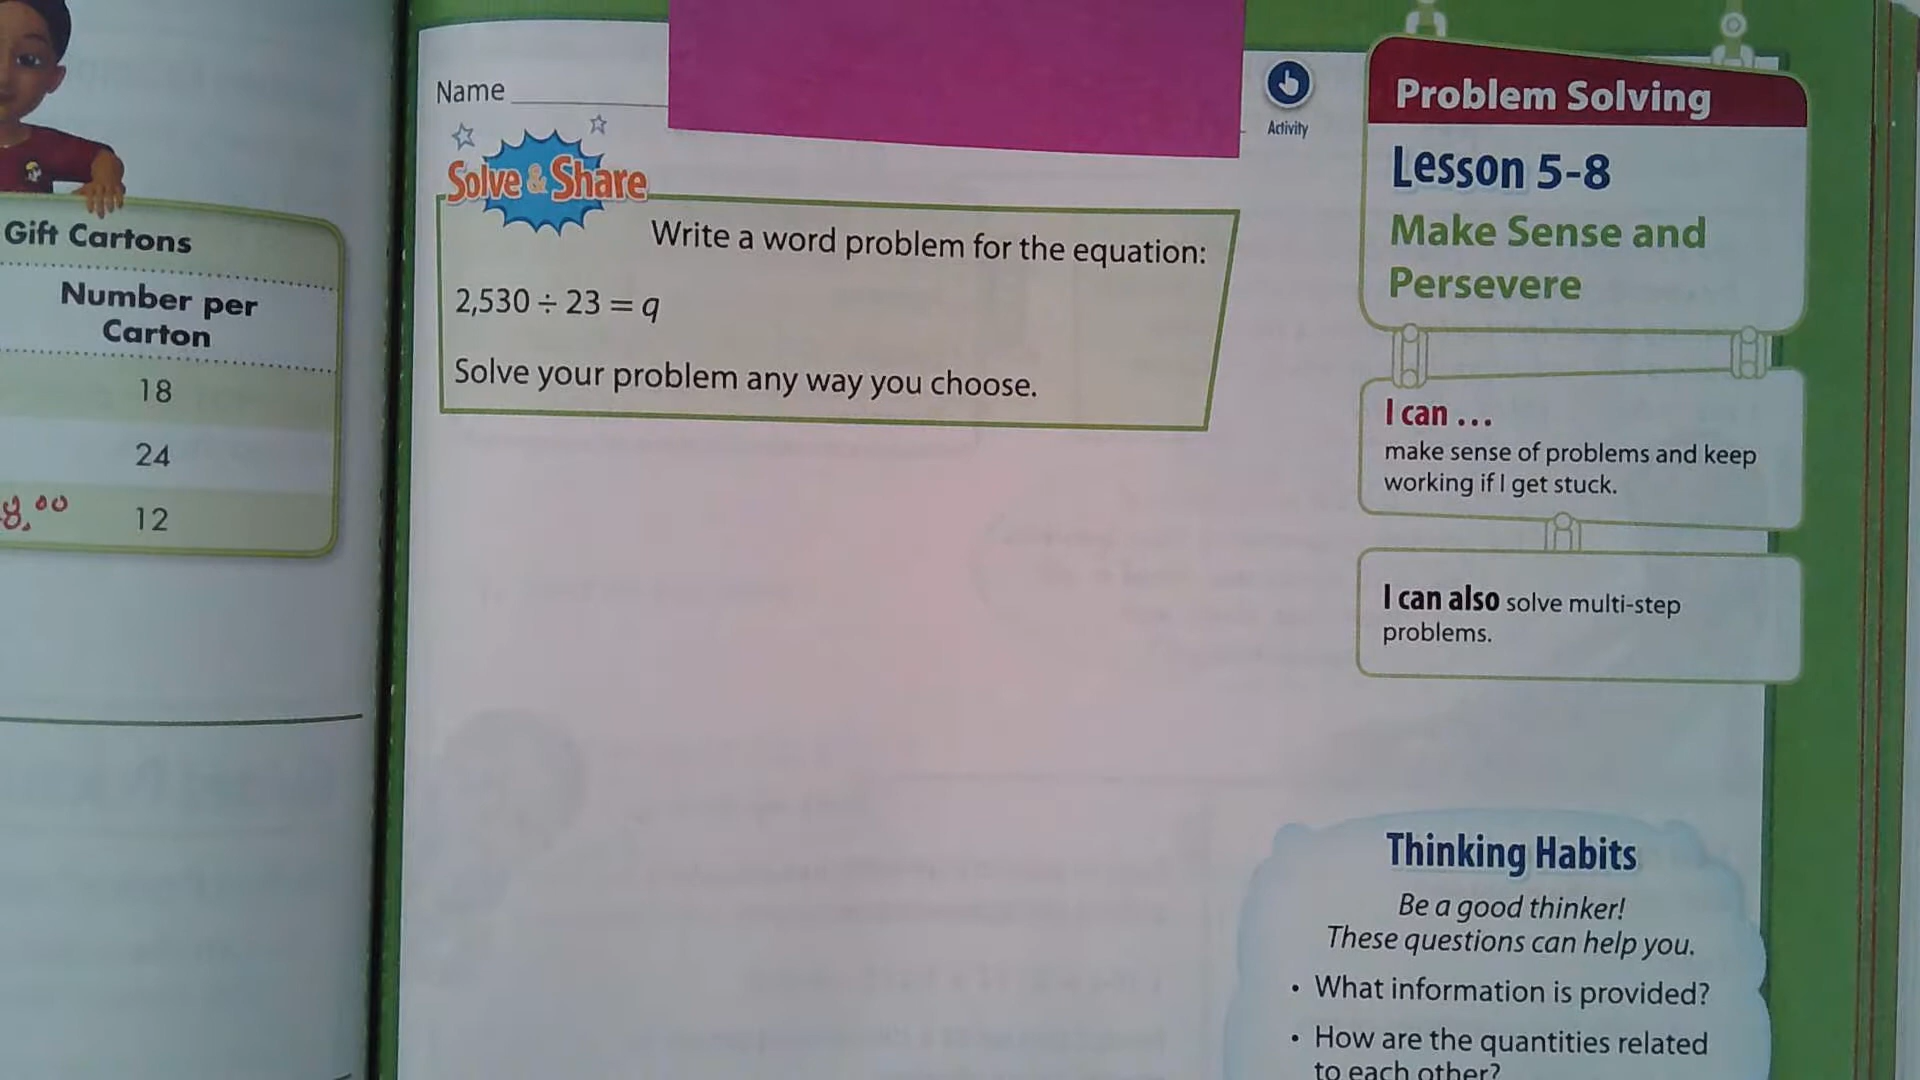 Gift Cartons
Number per
Carton
18
24
8.00 12
Name
Activity
Solve & Share
Write a word problem for the equation:
2,530 ÷ 23 = q
Solve your problem any way you choose.
Problem Solving
Lesson 5-8
Make Sense and
Persevere
I can ...
make sense of problems and keep
working if I get stuck.
I can also solve multi-step
problems.
Thinking Habits
Be a good thinker!
These questions can help you.
• What information is provided?
• How are the quantities related
to each other?